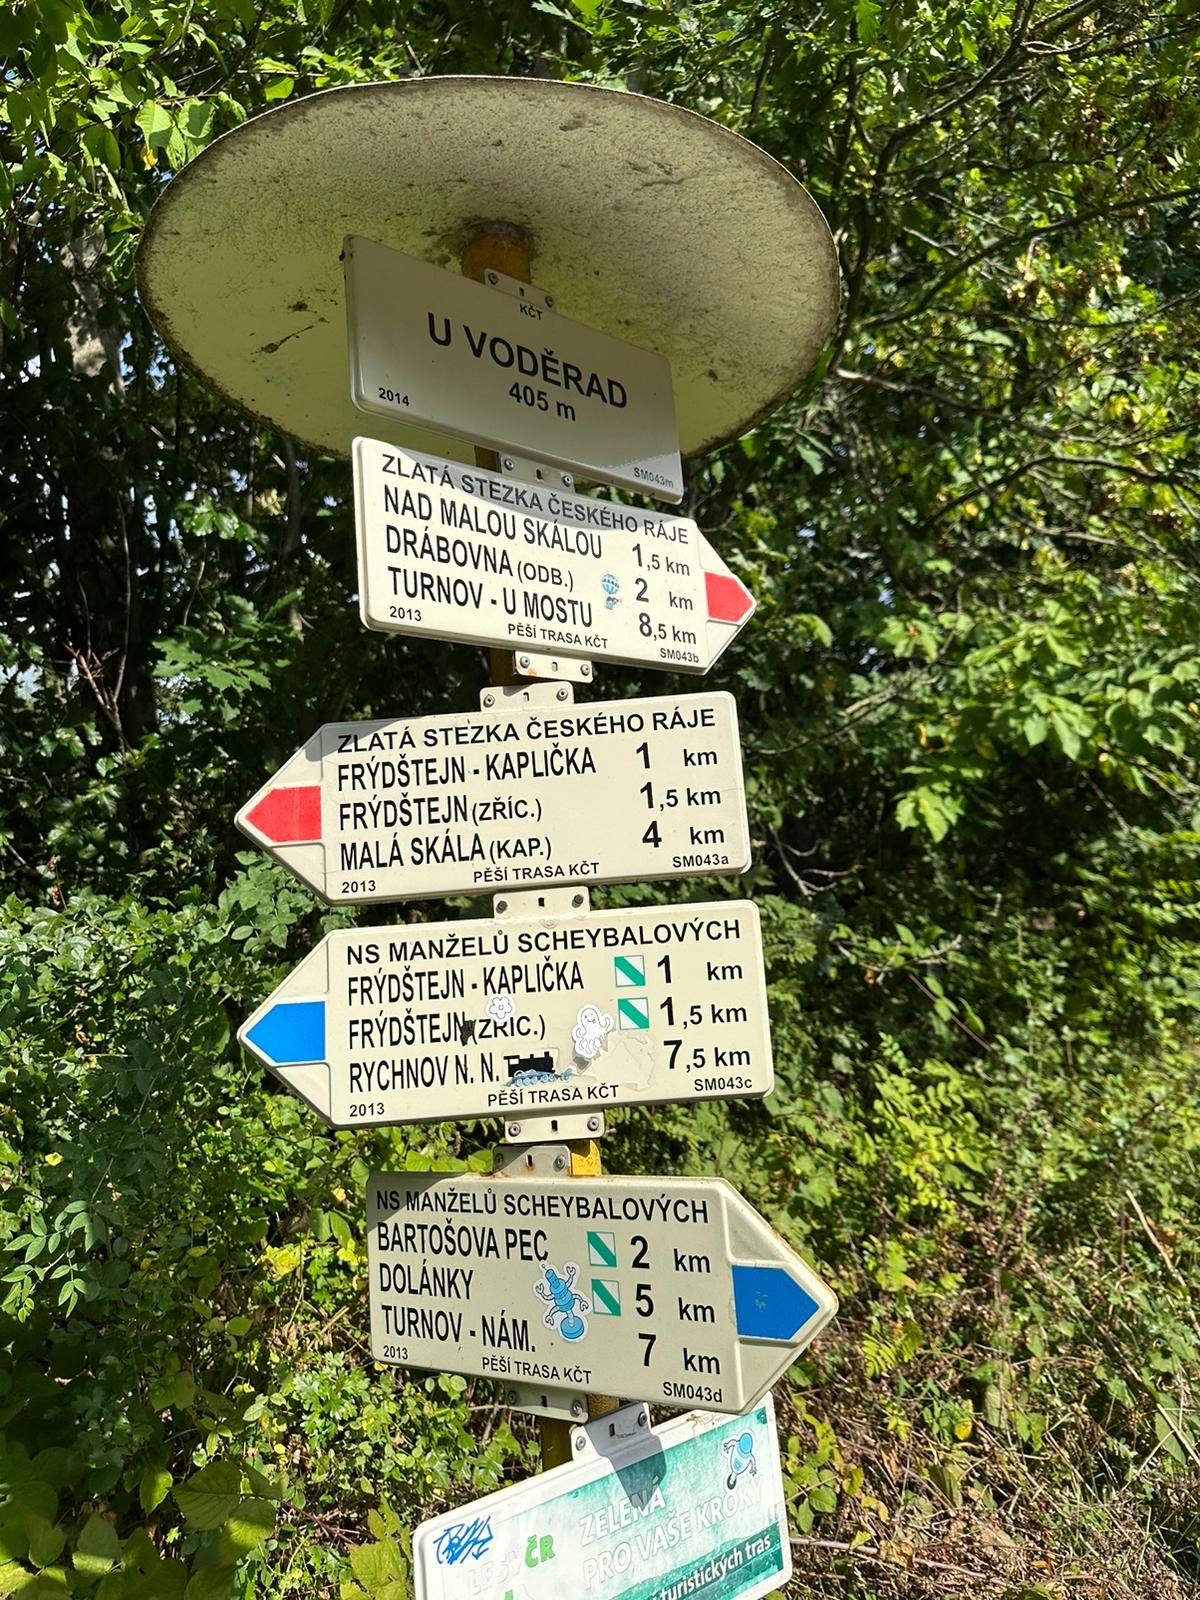 KČT
U VODĚRAD
405 m
2014
SM043m
ZLATÁ STEZKA ČESKÉHO RÁJE
NAD MALOU SKÁLOU 1,5 km
DRÁBOVNA (ODB.) 2 km
TURNOV - U MOSTU 8,5 km
2013 PĚŠÍ TRASA KČT SM043b
ZLATÁ STEZKA ČESKÉHO RÁJE
FRÝDŠTEJN - KAPLIČKA 1 km
FRÝDŠTEJN (ZŘÍC.) 1,5 km
MALÁ SKÁLA (KAP.) 4 km
2013 PĚŠÍ TRASA KČT SM043a
NS MANŽELŮ SCHEYBALOVÝCH
FRÝDŠTEJN - KAPLIČKA 1 km
FRÝDŠTEJN (ZŘÍC.) 1,5 km
RYCHNOV N. N. 7,5 km
2013 PĚŠÍ TRASA KČT SM043c
NS MANŽELŮ SCHEYBALOVÝCH
BARTOŠOVA PEC 2 km
DOLÁNKY 5 km
TURNOV - NÁM. 7 km
2013 PĚŠÍ TRASA KČT SM043d
LESY ČR
ZELENÁ
PRO VAŠE KROKY
turistických tras